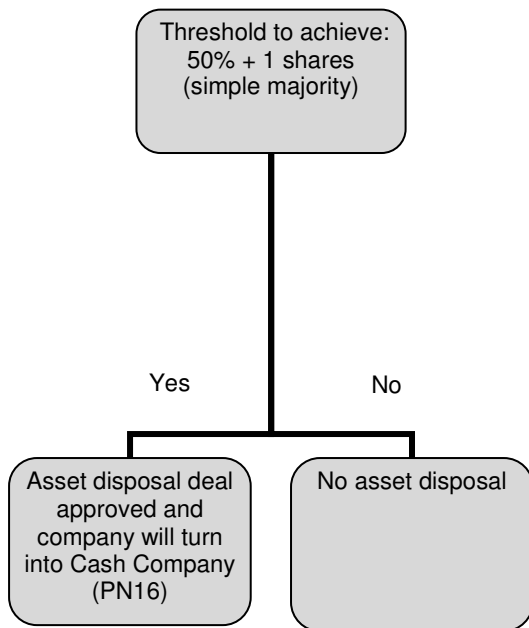 Threshold to achieve:
50% + 1 shares
(simple majority)
Yes
No
Asset disposal deal
approved and
company will turn
into Cash Company
(PN16)
No asset disposal